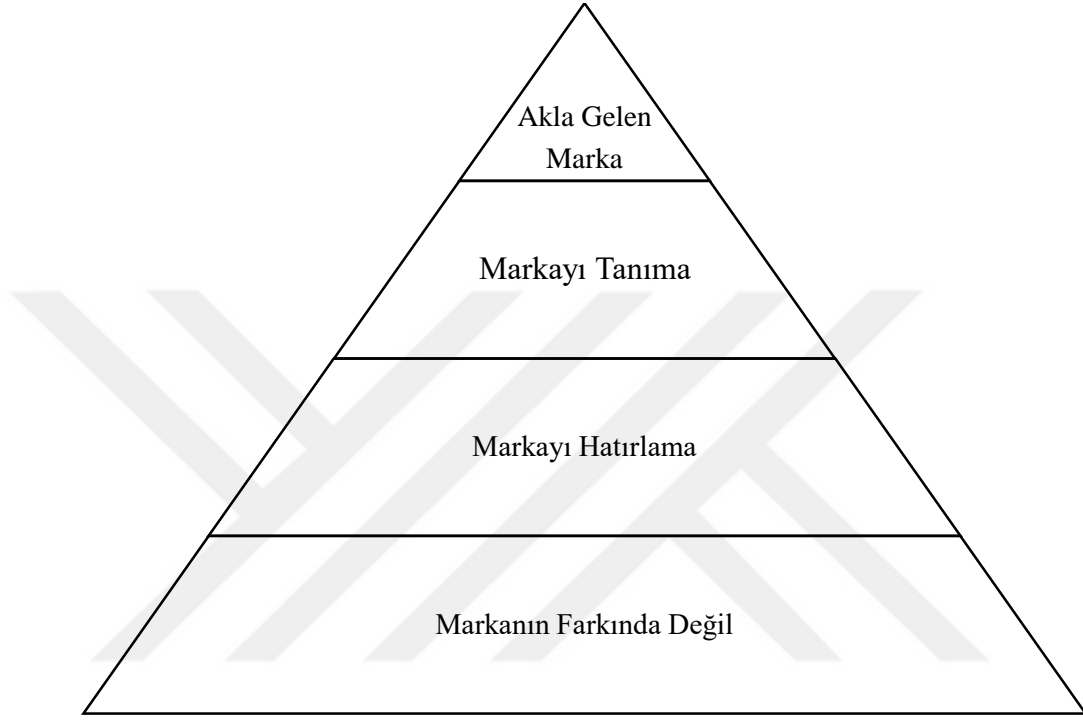 Akla Gelen
Marka
Markayı Tanıma
Markayı Hatırlama
Markanın Farkında Değil